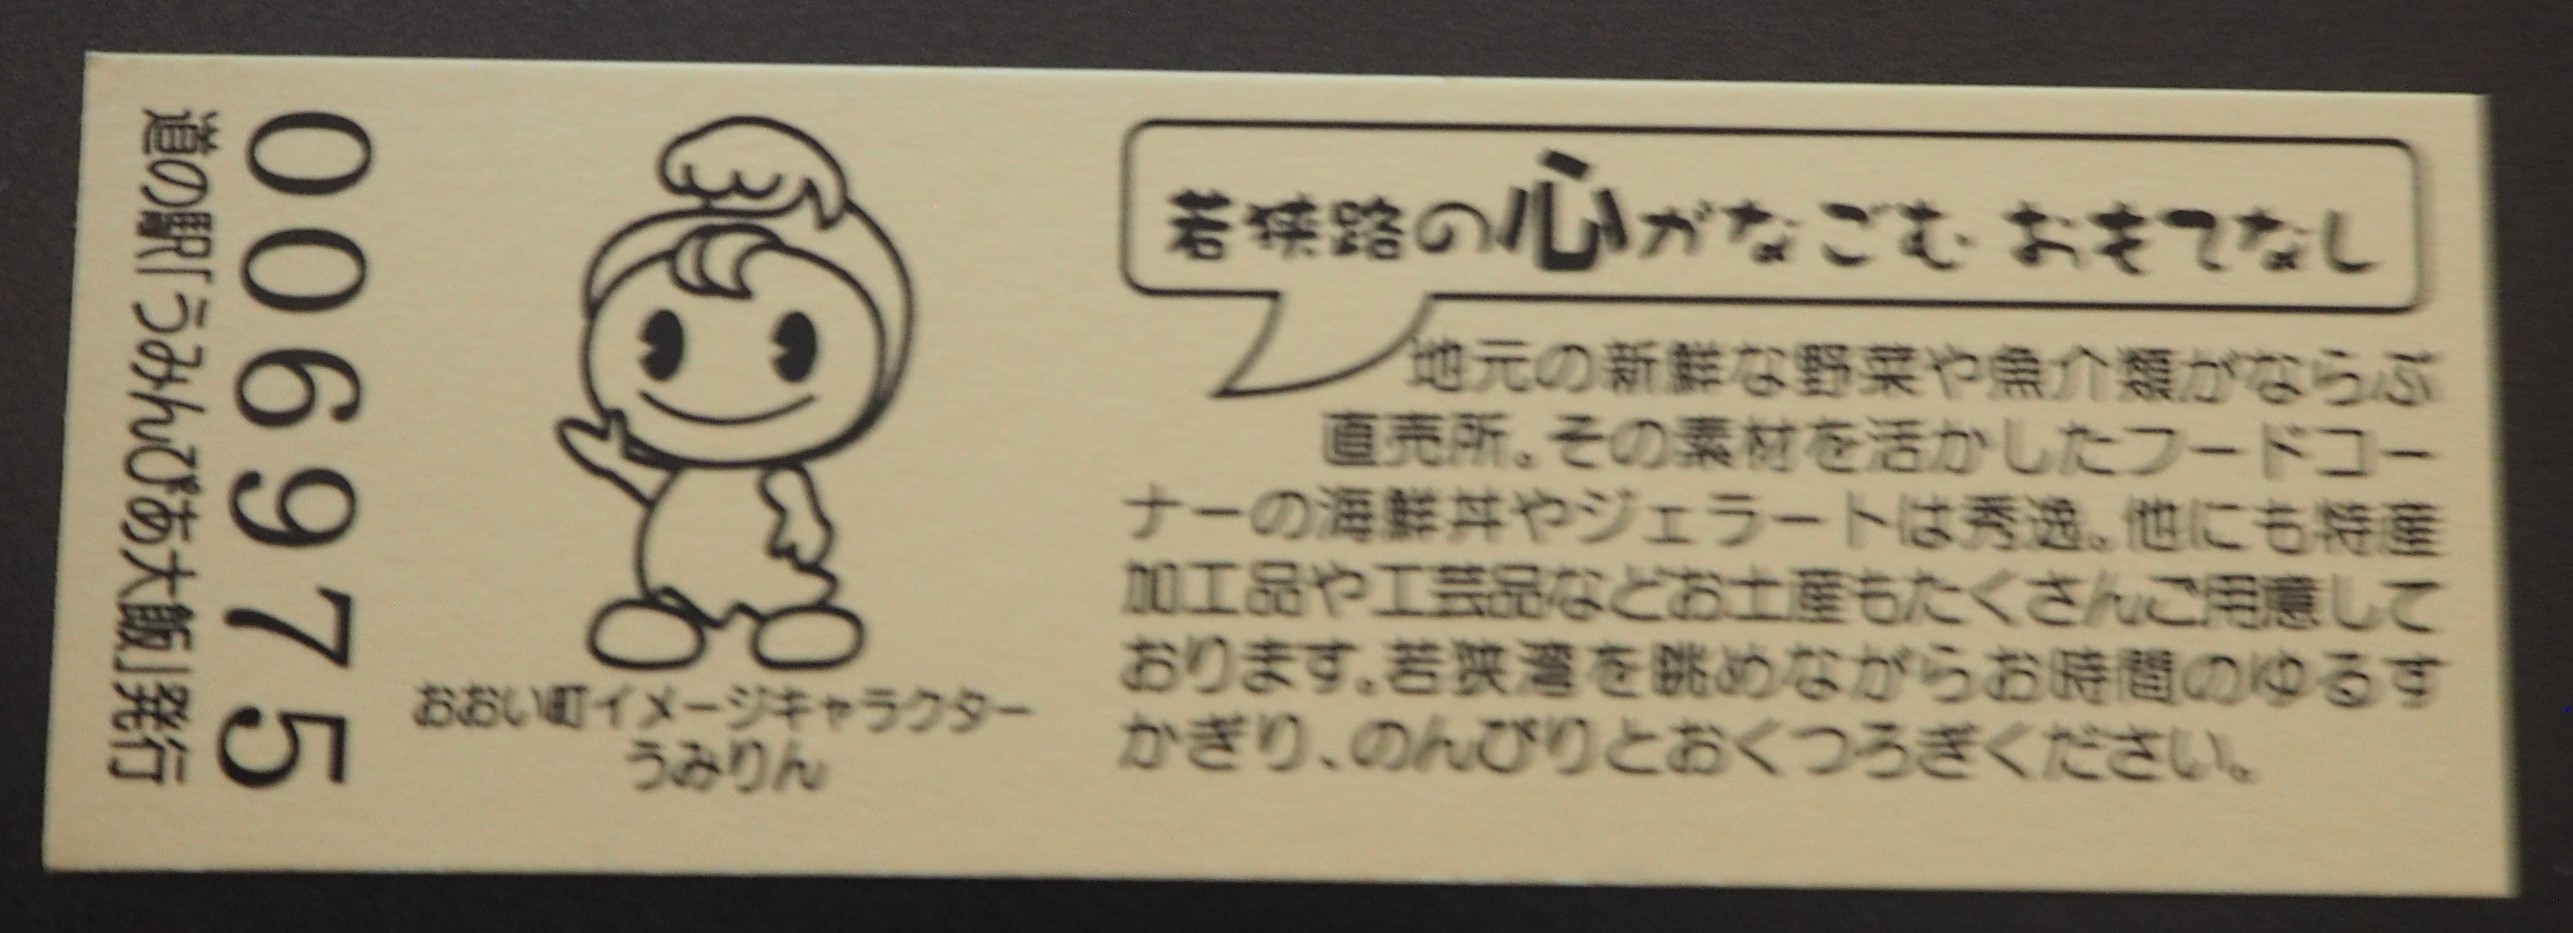 006975
道の駅「うみんぴあ大飯」発行
おおい町イメージキャラクター
うみりん
若狭路の心がなごむ おもてなし
地元の新鮮な野菜や魚介類がならぶ
直売所。その素材を活かしたフードコー
ナーの海鮮丼やジェラートは秀逸。他にも特産
加工品や工芸品などお土産もたくさんご用意して
おります。若狭湾を眺めながらお時間のゆるす
かぎり、のんびりとおくつろぎください。